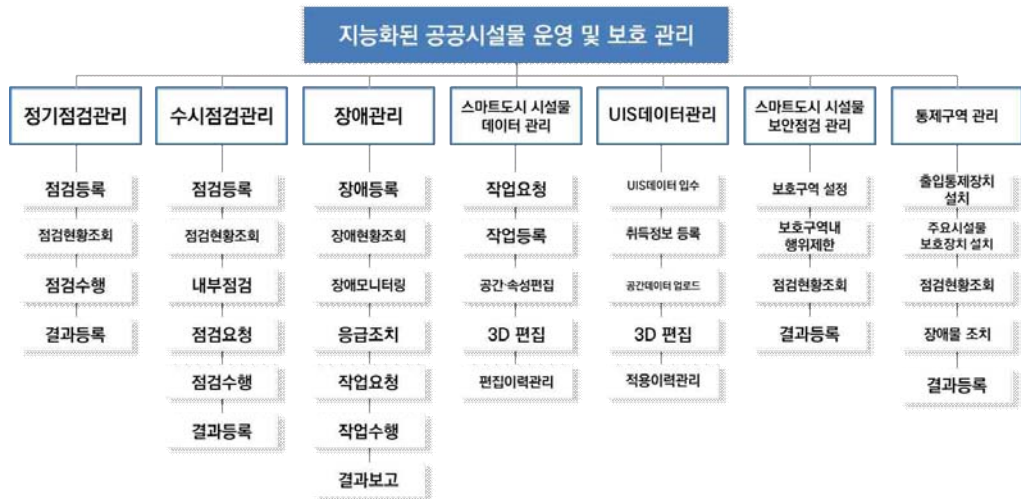 지능화된 공공시설물 운영 및 보호 관리
정기점검관리
점검등록
점검현황조회
점검수행
결과등록
수시점검관리
점검등록
점검현황조회
내부점검
점검요청
점검수행
결과등록
장애관리
장애등록
장애현황조회
장애모니터링
응급조치
작업요청
작업수행
결과보고
스마트도시 시설물
데이터 관리
작업요청
작업등록
공간·속성편집
3D 편집
편집이력관리
UIS데이터관리
UIS데이터 입수
취득정보 등록
공간데이터 업로드
3D 편집
적용이력관리
스마트도시 시설물
보안점검 관리
보호구역 설정
보호구역내
행위제한
점검현황조회
결과등록
통제구역 관리
출입통제장치
설치
주요시설물
보호장치 설치
점검현황조회
장애물 조치
결과등록